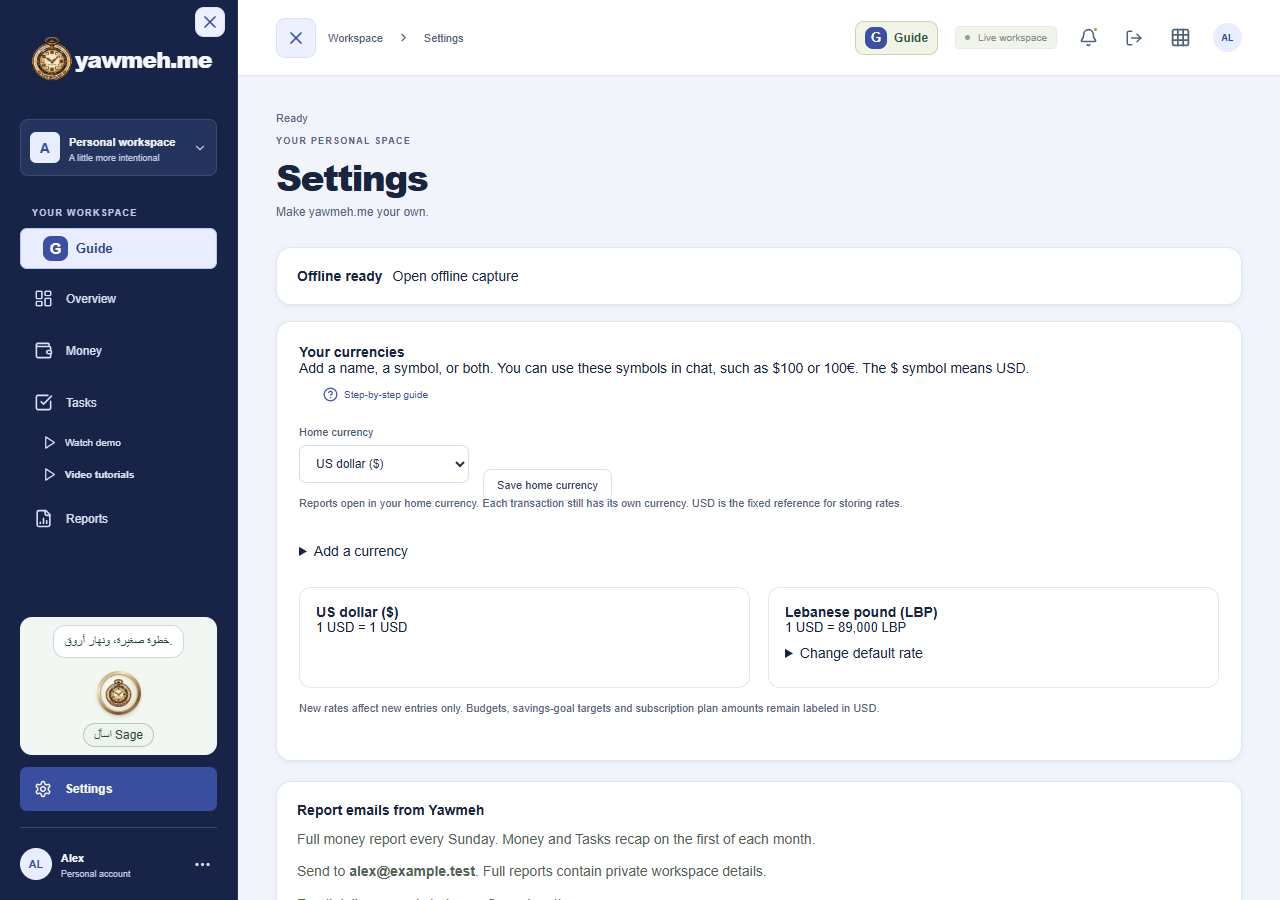 yawmeh.me
A
Personal workspace
A little more intentional
YOUR WORKSPACE
G Guide
Overview
Money
Tasks
Watch demo
Video tutorials
Reports
خطوة صغيرة، ونهار أروق.
اسأل Sage
Settings
AL
Alex
Personal account
Workspace > Settings
G Guide
Live workspace
AL
Ready
YOUR PERSONAL SPACE
Settings
Make yawmeh.me your own.
Offline ready Open offline capture
Your currencies
Add a name, a symbol, or both. You can use these symbols in chat, such as $100 or 100€. The $ symbol means USD.
? Step-by-step guide
Home currency
US dollar ($)
Save home currency
Reports open in your home currency. Each transaction still has its own currency. USD is the fixed reference for storing rates.
Add a currency
US dollar ($)
1 USD = 1 USD
Lebanese pound (LBP)
1 USD = 89,000 LBP
Change default rate
New rates affect new entries only. Budgets, savings-goal targets and subscription plan amounts remain labeled in USD.
Report emails from Yawmeh
Full money report every Sunday. Money and Tasks recap on the first of each month.
Send to alex@example.test. Full reports contain private workspace details.